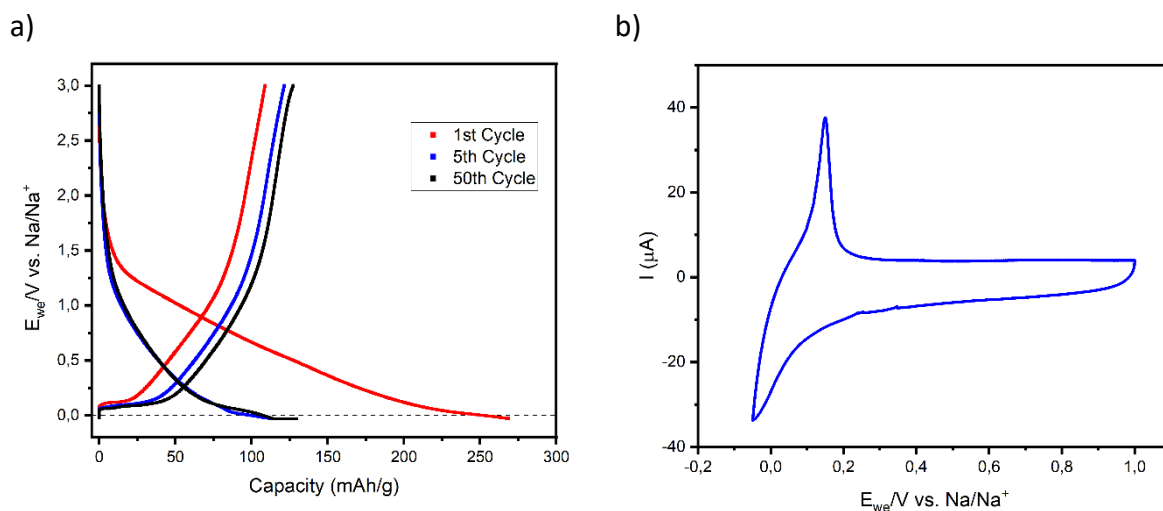 a)
3,0
2,5
2,0
1,5
1,0
0,5
0,0
E_we/V vs. Na/Na⁺
1st Cycle
5th Cycle
50th Cycle
0 50 100 150 200 250 300
Capacity (mAh/g)
b)
40
20
0
-20
-40
I (μA)
-0,2 0,0 0,2 0,4 0,6 0,8 1,0
E_we/V vs. Na/Na⁺